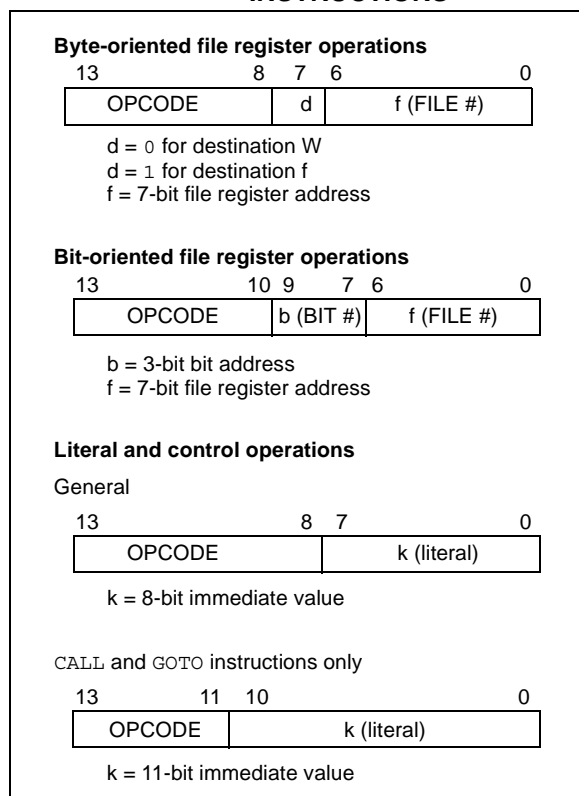 INSTRUCTIONS
Byte-oriented file register operations
13 8 7 6 0
OPCODE d f (FILE #)
d = 0 for destination W
d = 1 for destination f
f = 7-bit file register address
Bit-oriented file register operations
13 10 9 7 6 0
OPCODE b (BIT #) f (FILE #)
b = 3-bit bit address
f = 7-bit file register address
Literal and control operations
General
13 8 7 0
OPCODE k (literal)
k = 8-bit immediate value
CALL and GOTO instructions only
13 11 10 0
OPCODE k (literal)
k = 11-bit immediate value